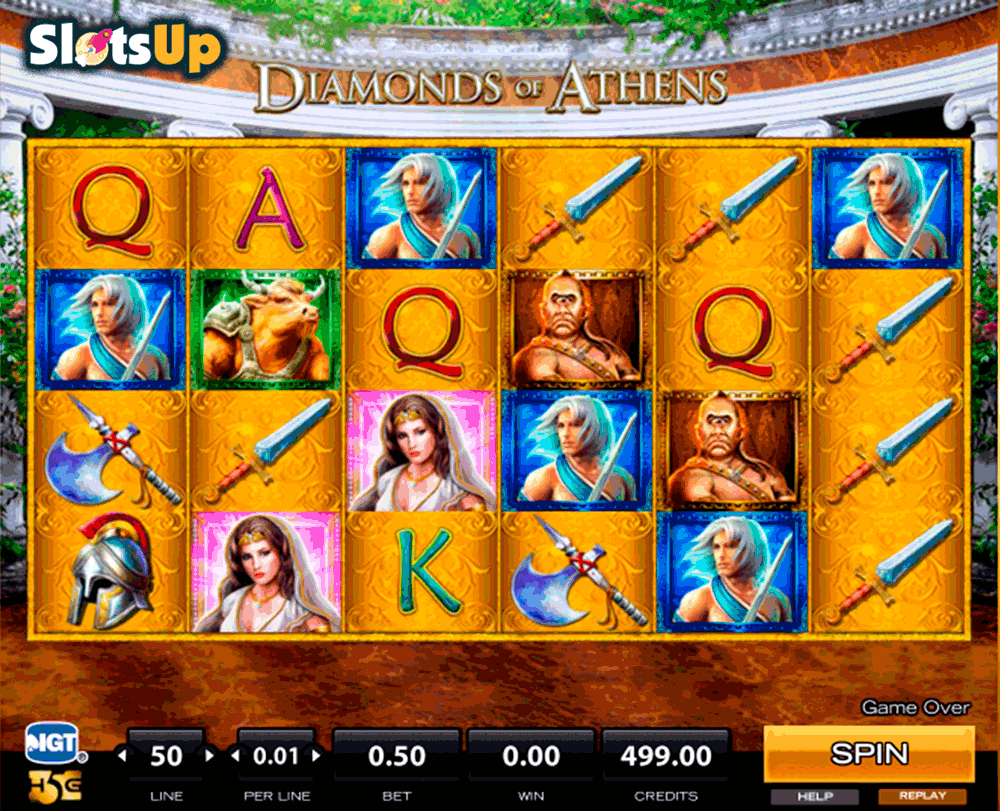 SlotsUp
DIAMONDS OF ATHENS
Q A
Q Q
K
Game Over
IGT ®
H5G
50 0.01 0.50 0.00 499.00 SPIN
LINE PER LINE BET WIN CREDITS HELP REPLAY